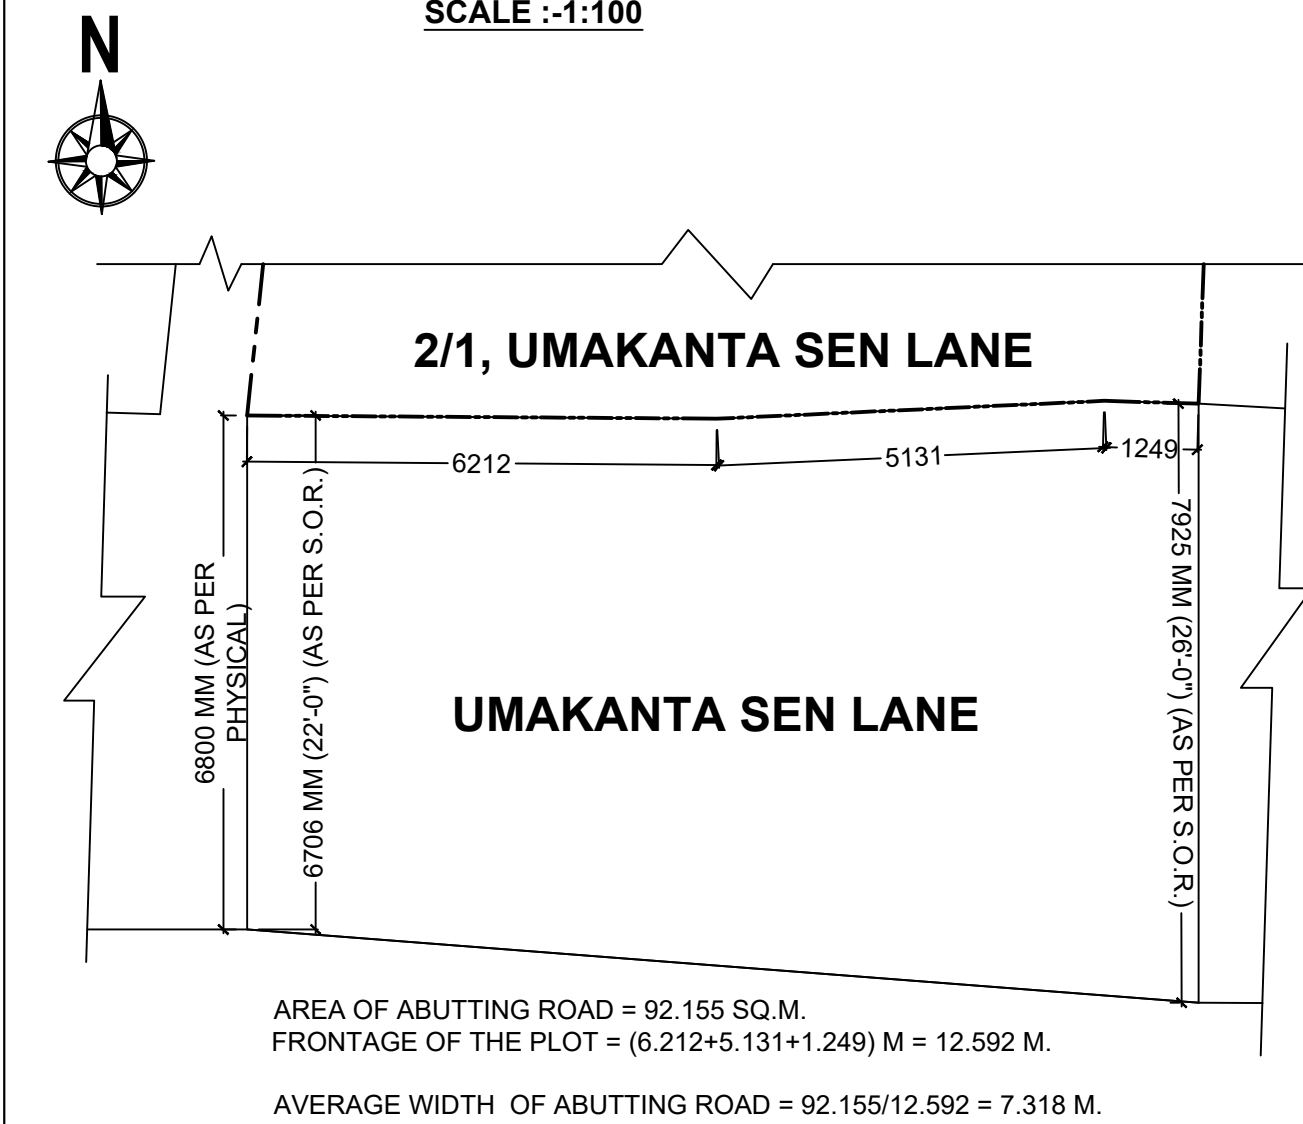 SCALE :-1:100
N
2/1, UMAKANTA SEN LANE
6212
5131
1249
6800 MM (AS PER
PHYSICAL)
6706 MM (22'-0") (AS PER S.O.R.)
7925 MM (26'-0") (AS PER S.O.R.)
UMAKANTA SEN LANE
AREA OF ABUTTING ROAD = 92.155 SQ.M.
FRONTAGE OF THE PLOT = (6.212+5.131+1.249) M = 12.592 M.
AVERAGE WIDTH OF ABUTTING ROAD = 92.155/12.592 = 7.318 M.